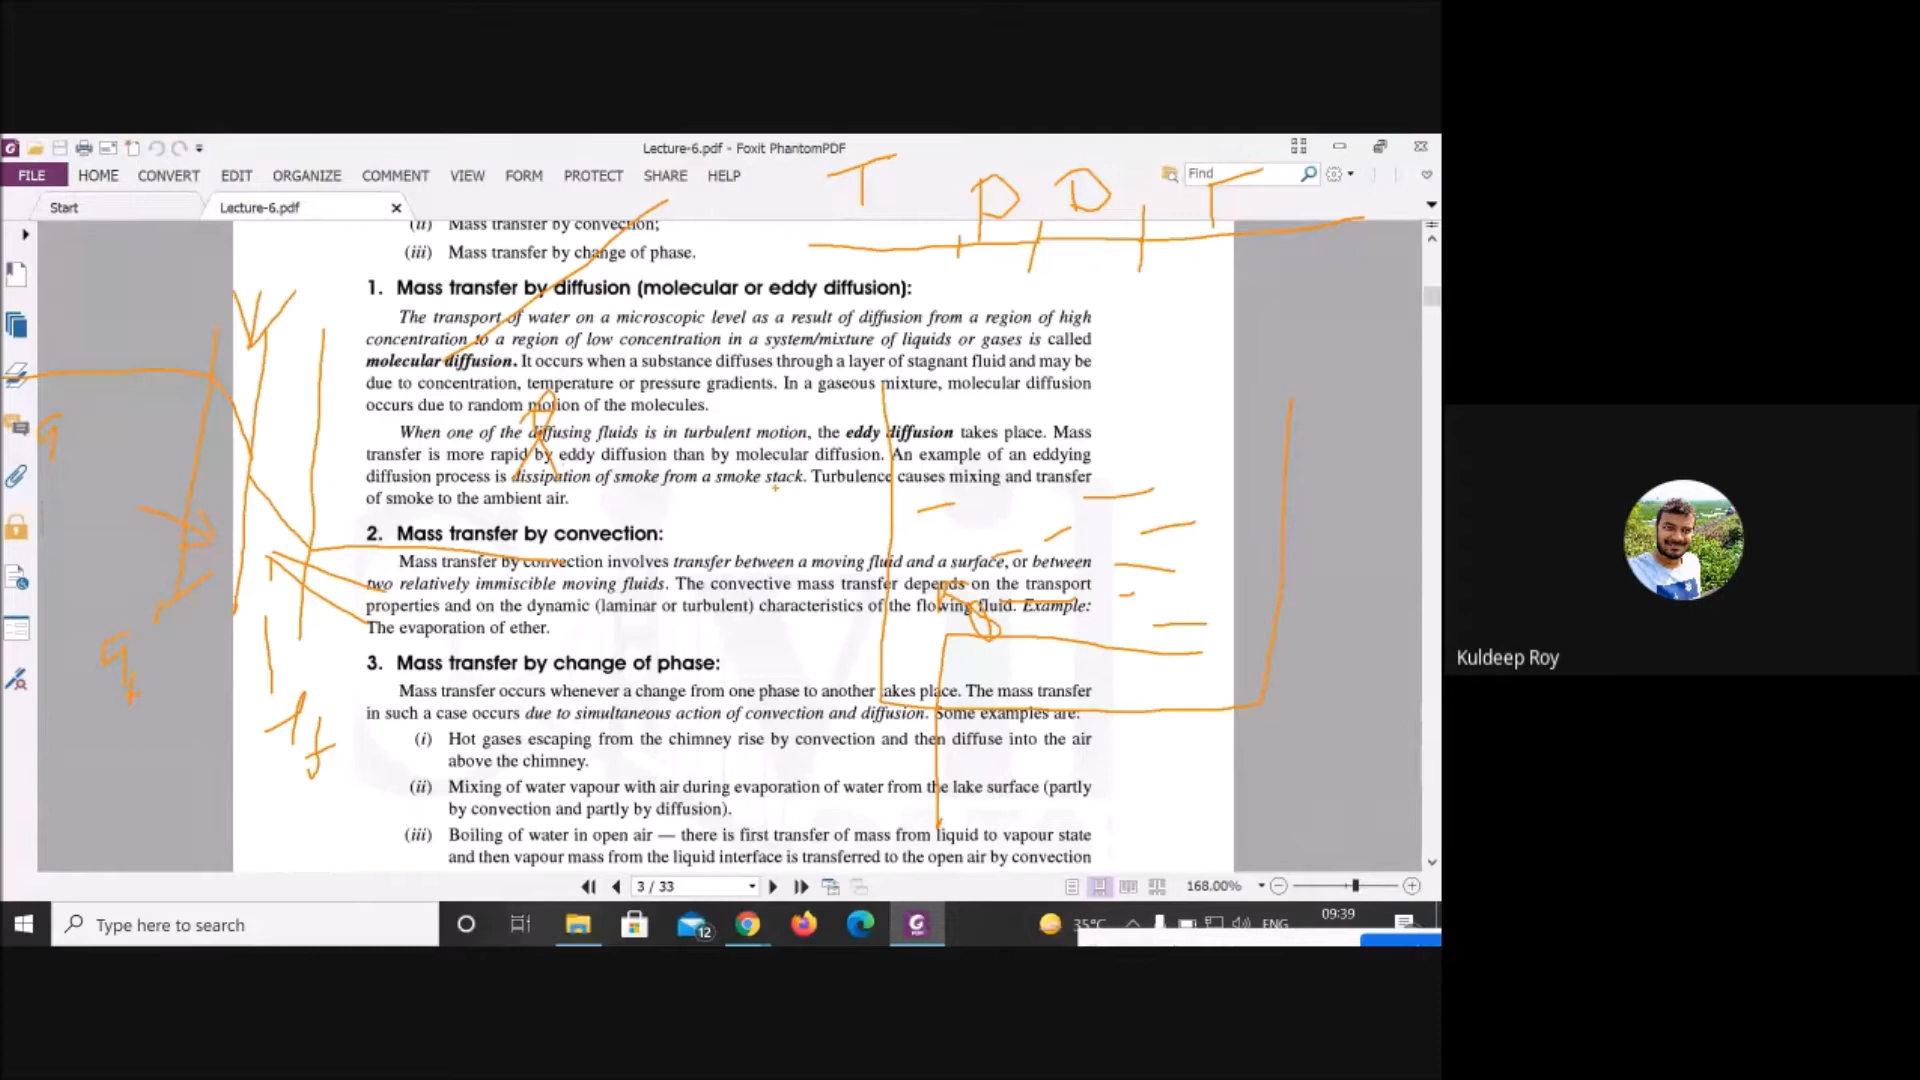 Lecture-6.pdf - Foxit PhantomPDF
FILE HOME CONVERT EDIT ORGANIZE COMMENT VIEW FORM PROTECT SHARE HELP Find
Start Lecture-6.pdf
T P, D, T
(ii) Mass transfer by convection;
(iii) Mass transfer by change of phase.
1. Mass transfer by diffusion (molecular or eddy diffusion):
The transport of water on a microscopic level as a result of diffusion from a region of high
concentration to a region of low concentration in a system/mixture of liquids or gases is called
molecular diffusion. It occurs when a substance diffuses through a layer of stagnant fluid and may be
due to concentration, temperature or pressure gradients. In a gaseous mixture, molecular diffusion
occurs due to random motion of the molecules.
When one of the diffusing fluids is in turbulent motion, the eddy diffusion takes place. Mass
transfer is more rapid by eddy diffusion than by molecular diffusion. An example of an eddying
diffusion process is dissipation of smoke from a smoke stack. Turbulence causes mixing and transfer
of smoke to the ambient air.
2. Mass transfer by convection:
Mass transfer by convection involves transfer between a moving fluid and a surface, or between
two relatively immiscible moving fluids. The convective mass transfer depends on the transport
properties and on the dynamic (laminar or turbulent) characteristics of the flowing fluid. Example:
The evaporation of ether.
3. Mass transfer by change of phase:
Mass transfer occurs whenever a change from one phase to another takes place. The mass transfer
in such a case occurs due to simultaneous action of convection and diffusion. Some examples are:
(i) Hot gases escaping from the chimney rise by convection and then diffuse into the air
above the chimney.
(ii) Mixing of water vapour with air during evaporation of water from the lake surface (partly
by convection and partly by diffusion).
(iii) Boiling of water in open air — there is first transfer of mass from liquid to vapour state
and then vapour mass from the liquid interface is transferred to the open air by convection
3 / 33 168.00%
Type here to search 12 35°C ENG 09:39
Kuldeep Roy